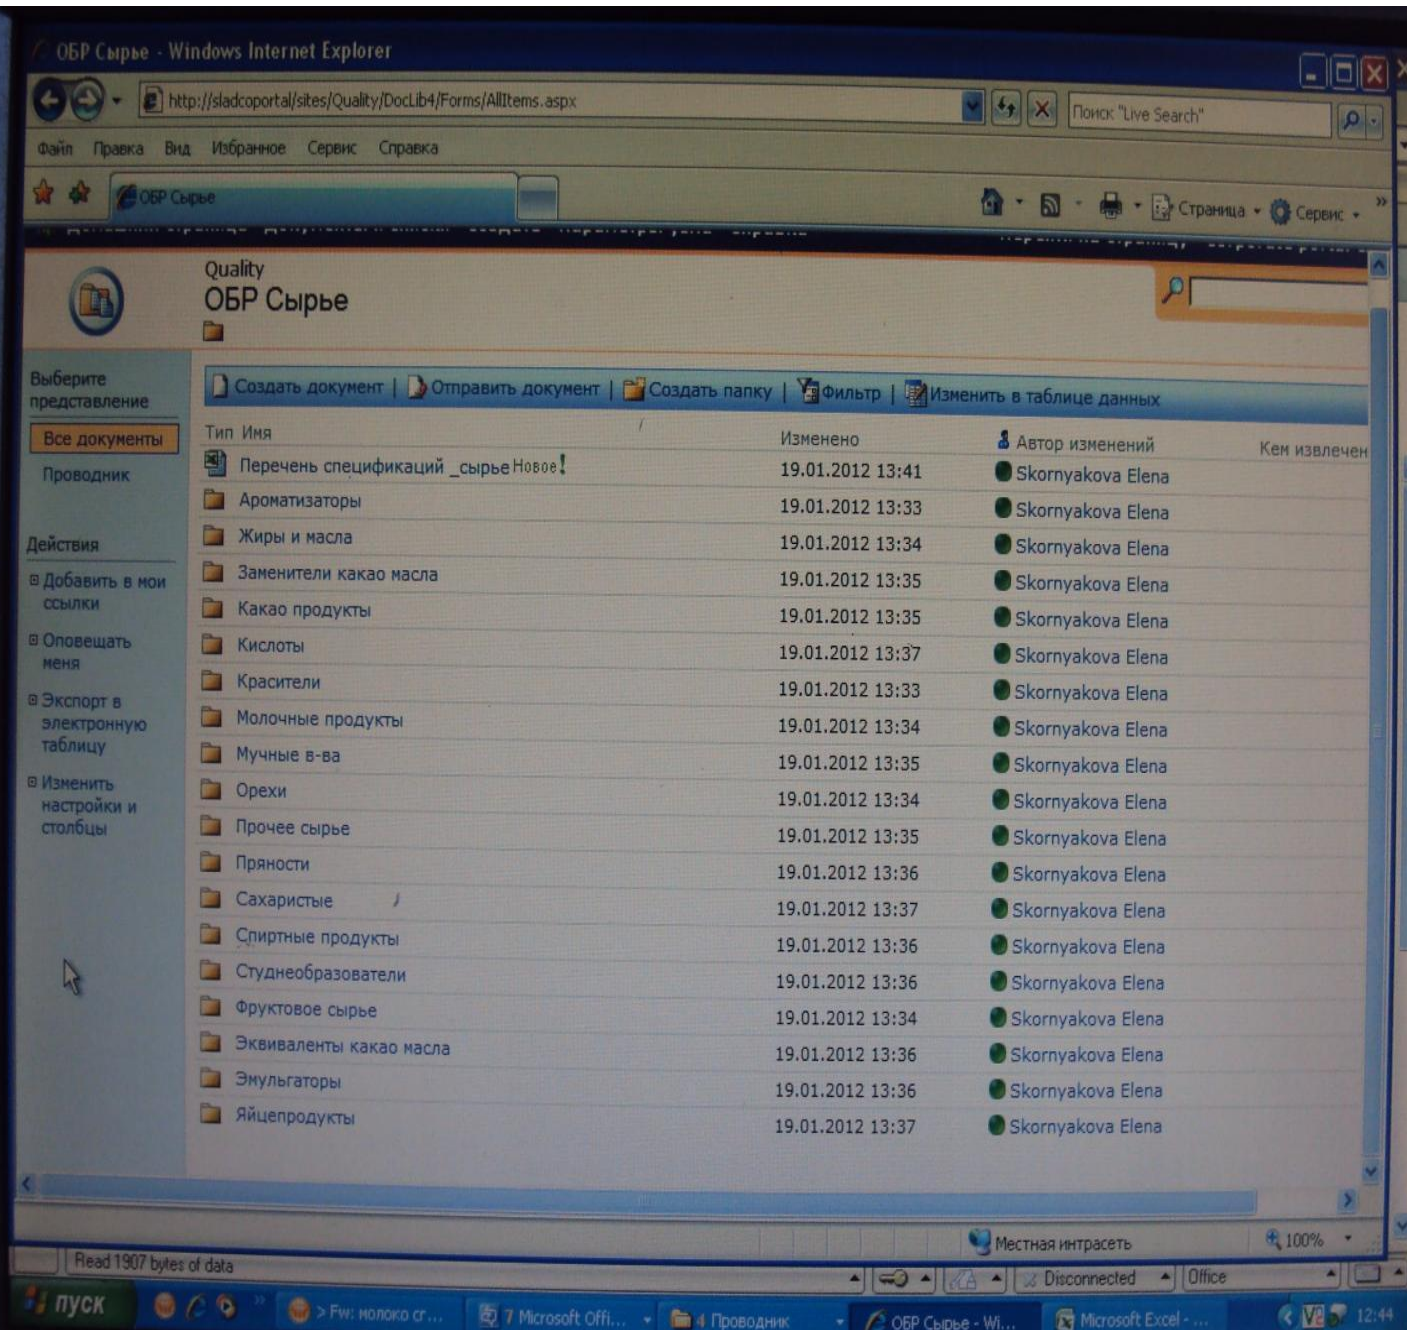 ОБР Сырье - Windows Internet Explorer
http://sladcoportal/sites/Quality/DocLib4/Forms/AllItems.aspx
Поиск "Live Search"
Файл Правка Вид Избранное Сервис Справка
ОБР Сырье
Страница Сервис
Quality
ОБР Сырье
Выберите
представление
Все документы
Проводник
Действия
Добавить в мои
ссылки
Оповещать
меня
Экспорт в
электронную
таблицу
Изменить
настройки и
столбцы
Создать документ | Отправить документ | Создать папку | Фильтр | Изменить в таблице данных
Тип Имя Изменено Автор изменений Кем извлечен
Перечень спецификаций _сырье Новое! 19.01.2012 13:41 Skornyakova Elena
Ароматизаторы 19.01.2012 13:33 Skornyakova Elena
Жиры и масла 19.01.2012 13:34 Skornyakova Elena
Заменители какао масла 19.01.2012 13:35 Skornyakova Elena
Какао продукты 19.01.2012 13:35 Skornyakova Elena
Кислоты 19.01.2012 13:37 Skornyakova Elena
Красители 19.01.2012 13:33 Skornyakova Elena
Молочные продукты 19.01.2012 13:34 Skornyakova Elena
Мучные в-ва 19.01.2012 13:35 Skornyakova Elena
Орехи 19.01.2012 13:34 Skornyakova Elena
Прочее сырье 19.01.2012 13:35 Skornyakova Elena
Пряности 19.01.2012 13:36 Skornyakova Elena
Сахаристые 19.01.2012 13:37 Skornyakova Elena
Спиртные продукты 19.01.2012 13:36 Skornyakova Elena
Студнеобразователи 19.01.2012 13:36 Skornyakova Elena
Фруктовое сырье 19.01.2012 13:34 Skornyakova Elena
Эквиваленты какао масла 19.01.2012 13:36 Skornyakova Elena
Эмульгаторы 19.01.2012 13:36 Skornyakova Elena
Яйцепродукты 19.01.2012 13:37 Skornyakova Elena
Местная интрасеть 100%
Read 1907 bytes of data
Disconnected Office
пуск > Fw: молоко сг... 7 Microsoft Offi... 4 Проводник ОБР Сырье - Wi... Microsoft Excel - ... 12:44